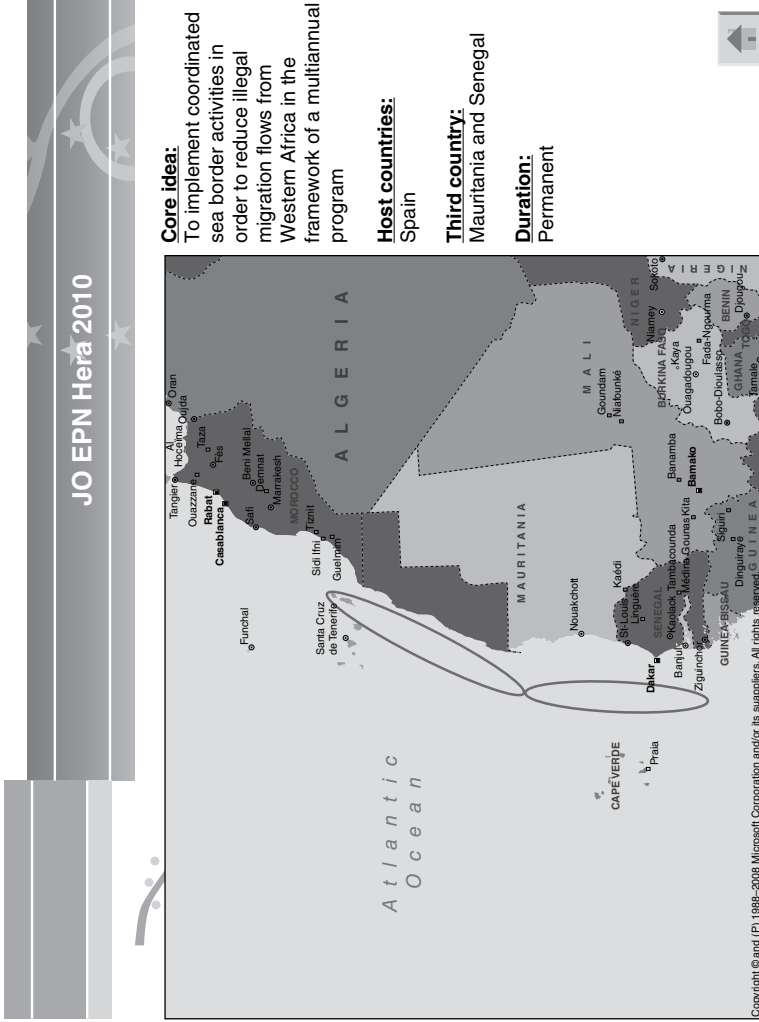 JO EPN Hera 2010
Core idea:
To implement coordinated
sea border activities in
order to reduce illegal
migration flows from
Western Africa in the
framework of a multiannual
program
Host countries:
Spain
Third country:
Mauritania and Senegal
Duration:
Permanent
Atlantic
Ocean
Funchal
Santa Cruz
de Tenerife
CAPE VERDE
Praia
Tangier
Al
Hoceima
Oran
Oujda
Ouazzane
Taza
Rabat
Fès
Casablanca
Beni Mellal
Safi
Demnat
Marrakesh
MOROCCO
Tiznit
Sidi Ifni
Guelmim
ALGERIA
MAURITANIA
Nouakchott
Kaédi
St-Louis
Linguère
SENEGAL
Dakar
Kaolack
Tambacounda
Banjul
Médina Gounas
Kita
Ziguinchor
GUINEA-BISSAU
MALI
Goundam
Niafounké
Banamba
Bamako
Siguiri
Dinguiraye
GUINEA
NIGER
Niamey
Sokoto
NIGERIA
BURKINA FASO
Kaya
Ouagadougou
Fada-Ngourma
Bobo-Dioulasso
BENIN
Djougou
GHANA
TOGO
Tamale
Copyright © and (P) 1988–2008 Microsoft Corporation and/or its suappliers. All rights reserved.